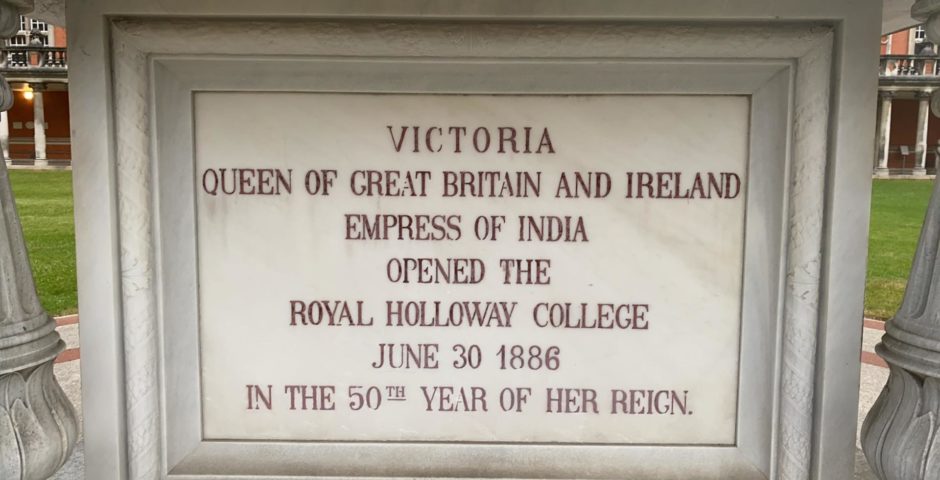 VICTORIA
QUEEN OF GREAT BRITAIN AND IRELAND
EMPRESS OF INDIA
OPENED THE
ROYAL HOLLOWAY COLLEGE
JUNE 30 1886
IN THE 50TH YEAR OF HER REIGN.